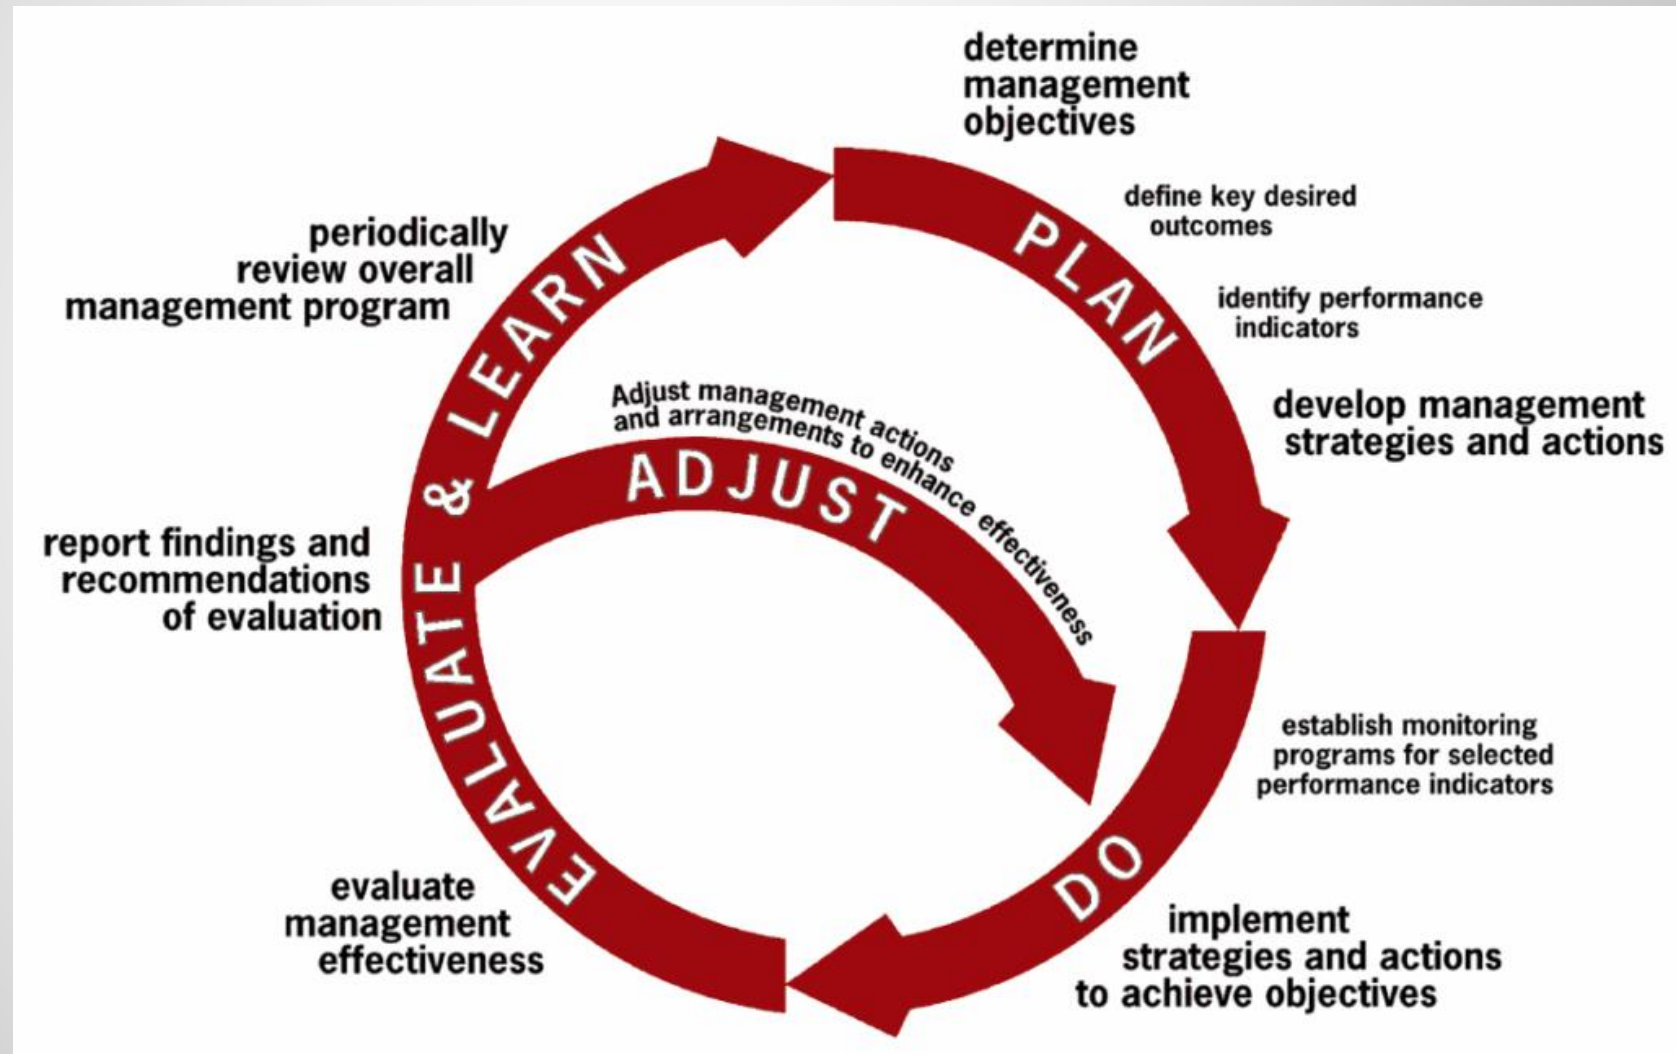 determine
management
objectives
define key desired
outcomes
PLAN
identify performance
indicators
develop management
strategies and actions
establish monitoring
programs for selected
performance indicators
DO
implement
strategies and actions
to achieve objectives
evaluate
management
effectiveness
EVALUATE & LEARN
report findings and
recommendations
of evaluation
periodically
review overall
management program
Adjust management actions
and arrangements to enhance effectiveness
ADJUST